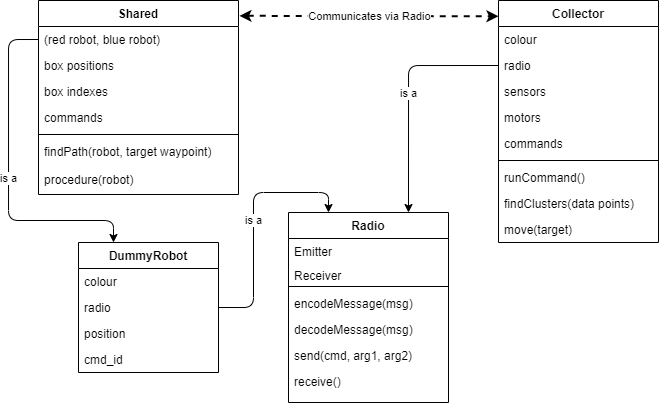 Shared
(red robot, blue robot)
box positions
box indexes
commands
findPath(robot, target waypoint)
procedure(robot)
Communicates via Radio
Collector
colour
radio
sensors
motors
commands
runCommand()
findClusters(data points)
move(target)
is a
is a
is a
DummyRobot
colour
radio
position
cmd_id
Radio
Emitter
Receiver
encodeMessage(msg)
decodeMessage(msg)
send(cmd, arg1, arg2)
receive()